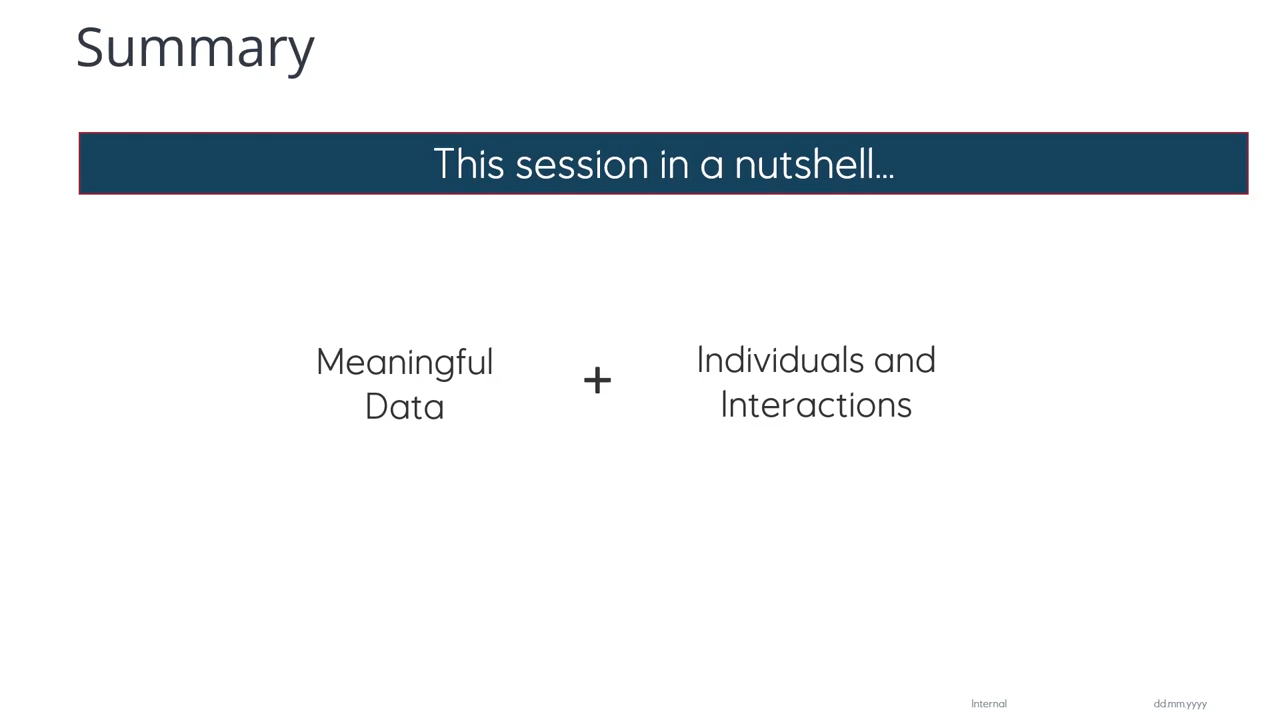 Summary
This session in a nutshell...
Meaningful
Data
+
Individuals and
Interactions
Internal
dd.mm.yyyy